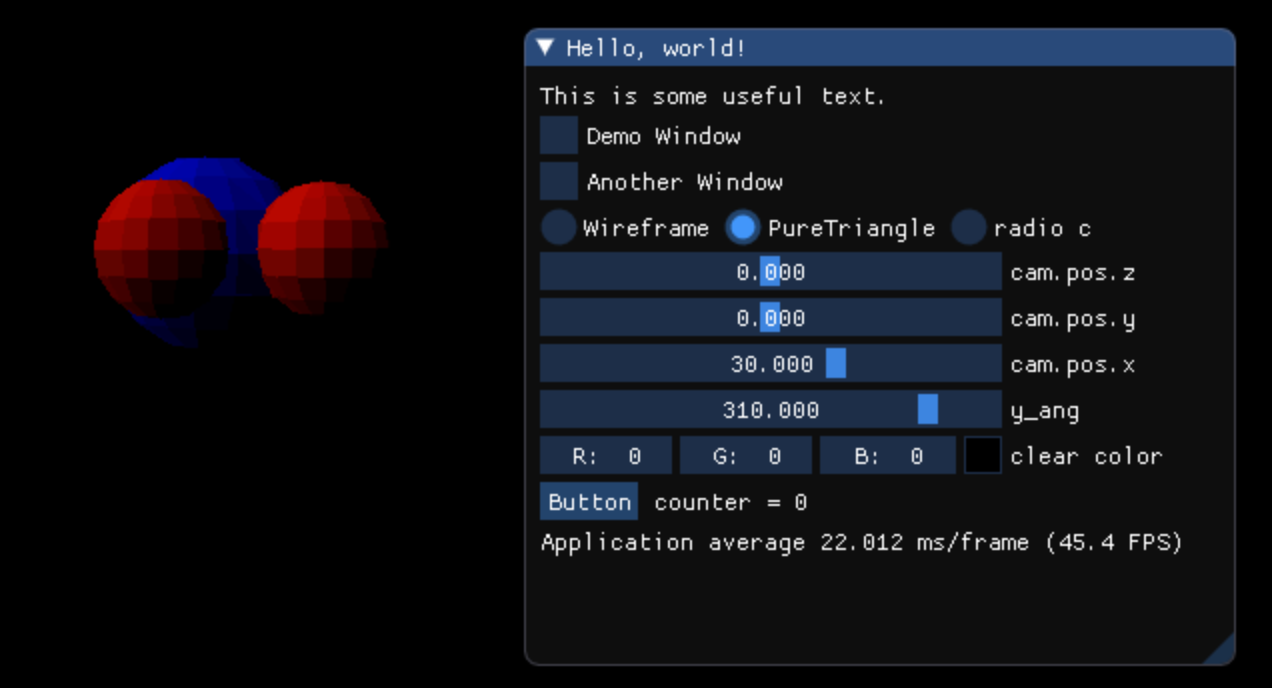 Hello, world!
This is some useful text.
Demo Window
Another Window
Wireframe PureTriangle radio c
0.000 cam.pos.z
0.000 cam.pos.y
30.000 cam.pos.x
310.000 y_ang
R: 0 G: 0 B: 0 clear color
Button counter = 0
Application average 22.012 ms/frame (45.4 FPS)